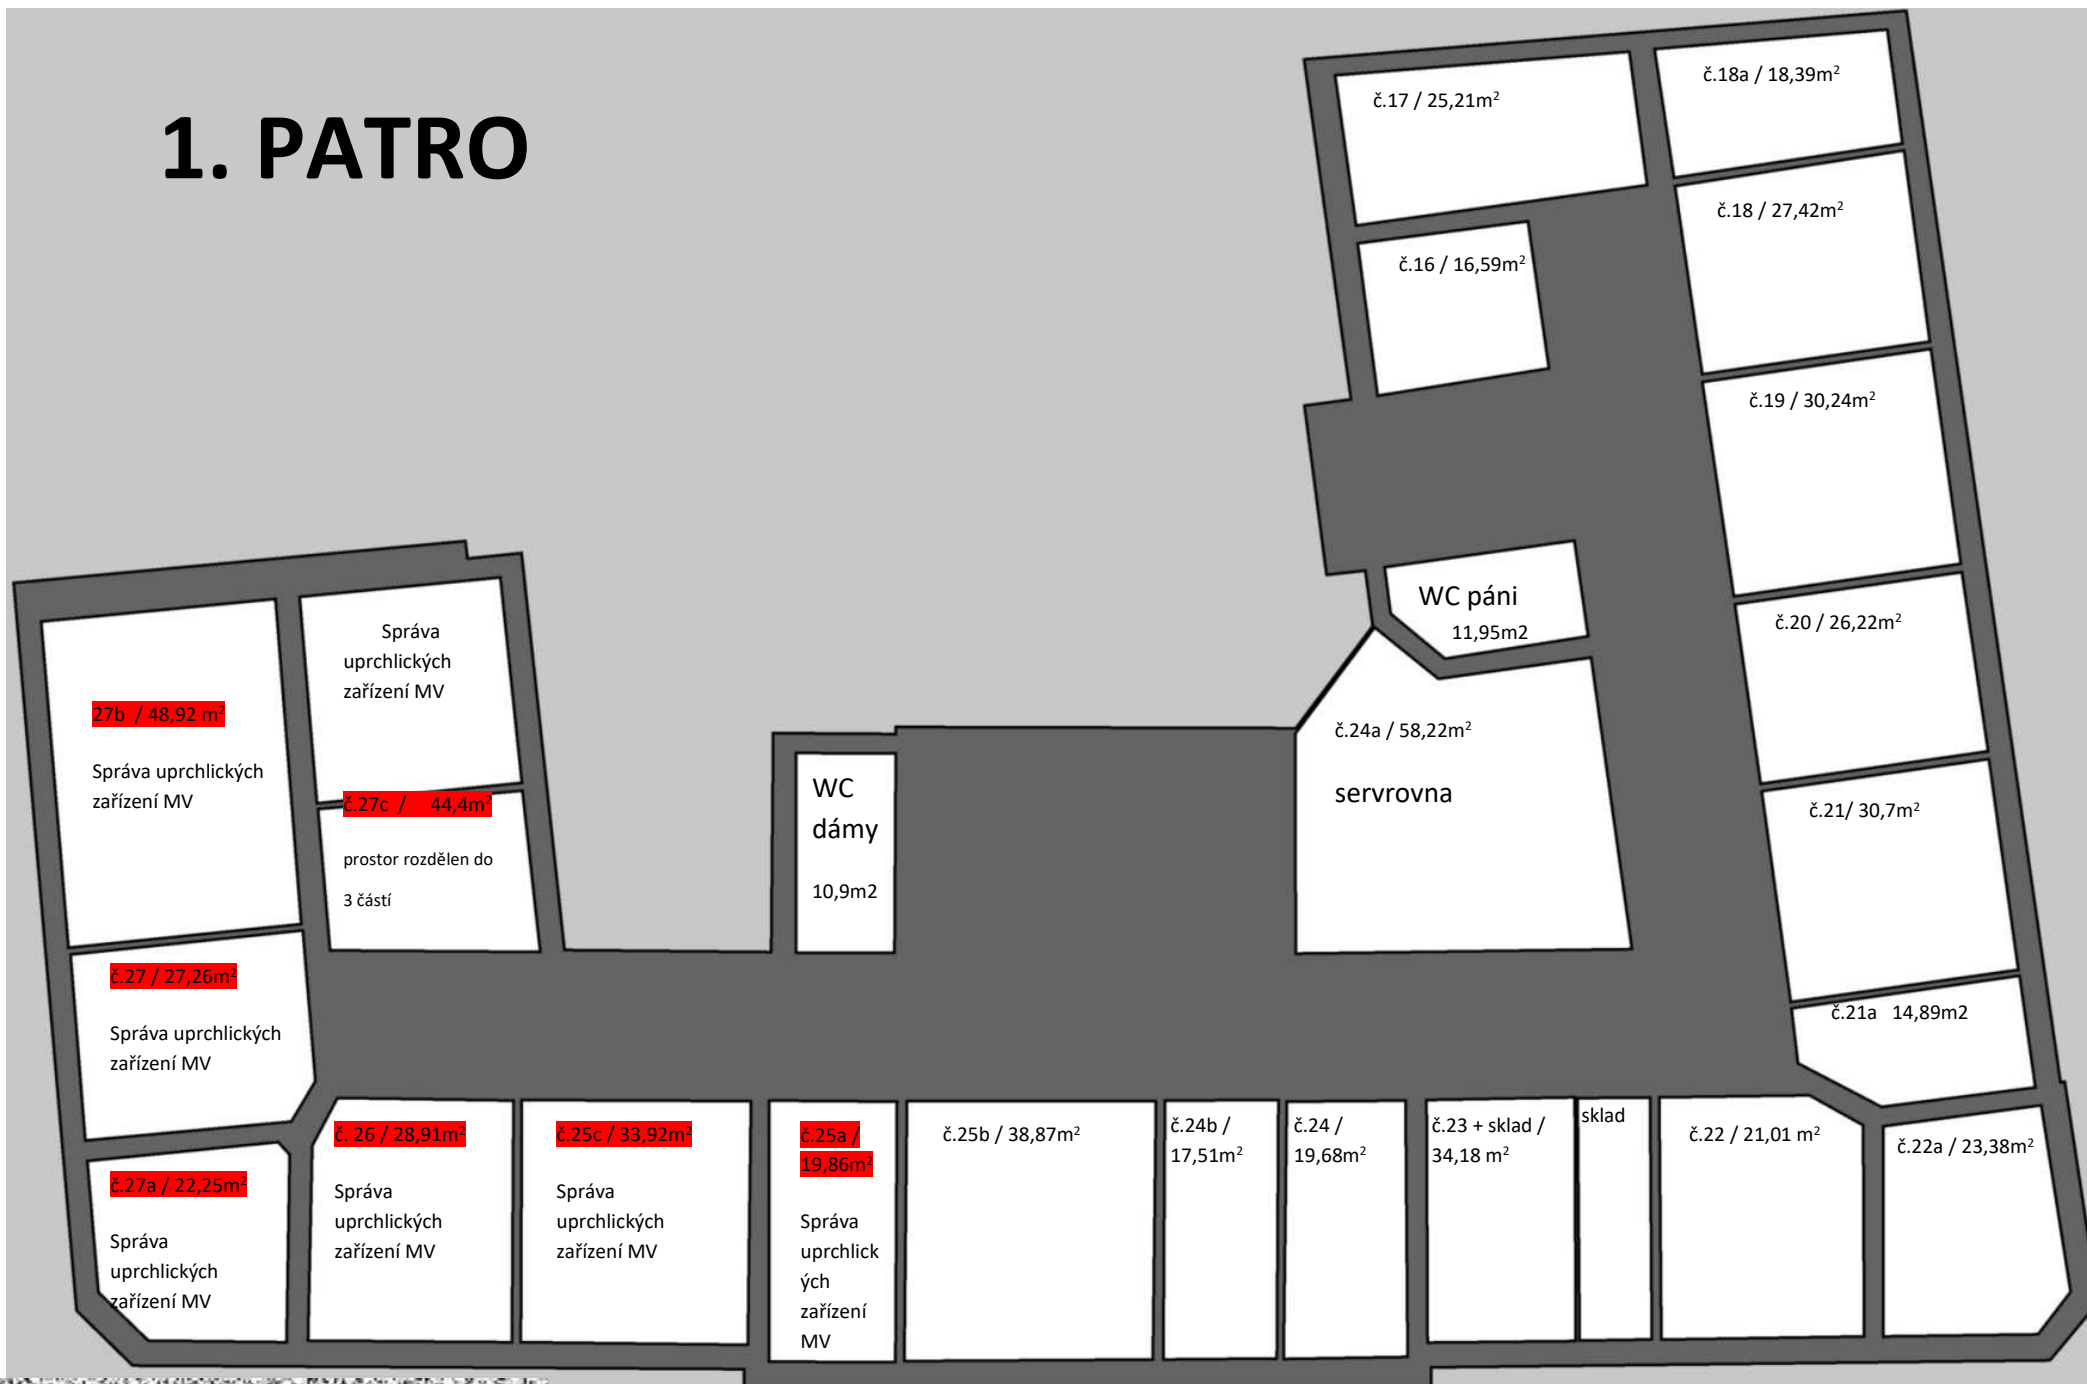 1. PATRO
č.17 / 25,21m²
č.18a / 18,39m²
č.18 / 27,42m²
č.16 / 16,59m²
č.19 / 30,24m²
WC páni
11,95m2
č.20 / 26,22m²
č.24a / 58,22m²
servrovna
č.21/ 30,7m²
č.21a 14,89m2
Správa
uprchlických
zařízení MV
27b / 48,92 m²
Správa uprchlických
zařízení MV
č.27c / 44,4m²
prostor rozdělen do
3 částí
WC
dámy
10,9m2
č.27 / 27,26m²
Správa uprchlických
zařízení MV
č.27a / 22,25m²
Správa
uprchlických
zařízení MV
č. 26 / 28,91m²
Správa
uprchlických
zařízení MV
č.25c / 33,92m²
Správa
uprchlických
zařízení MV
č.25a /
19,86m²
Správa
uprchlick
ých
zařízení
MV
č.25b / 38,87m²
č.24b /
17,51m²
č.24 /
19,68m²
č.23 + sklad /
34,18 m²
sklad
č.22 / 21,01 m²
č.22a / 23,38m²